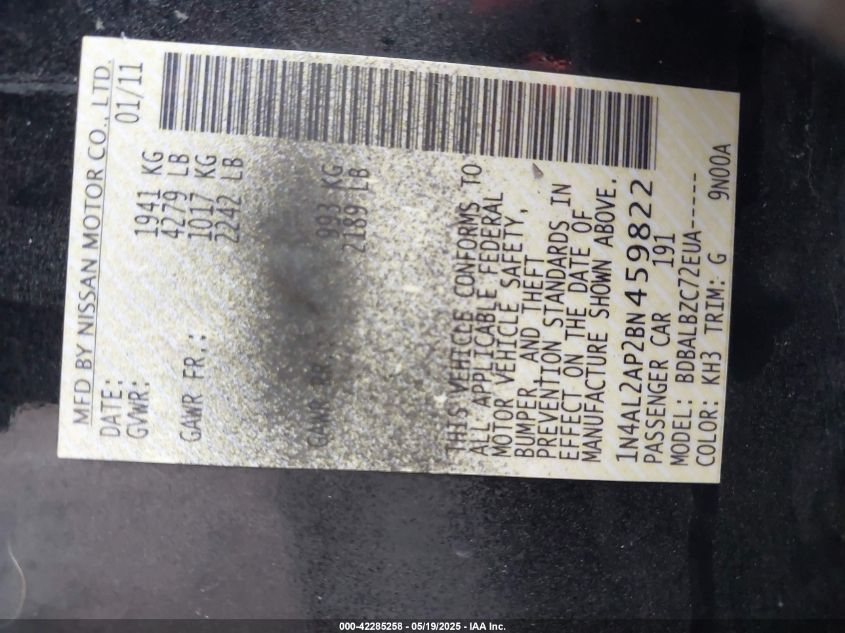 MFD BY NISSAN MOTOR CO., LTD.
DATE: 01/11
GVWR: 1941 KG
4279 LB
GAWR FR.: 1017 KG
2242 LB
GAWR RR 993 KG
2189 LB
THIS VEHICLE CONFORMS TO
ALL APPLICABLE FEDERAL
MOTOR VEHICLE SAFETY,
BUMPER, AND THEFT
PREVENTION STANDARDS IN
EFFECT ON THE DATE OF
MANUFACTURE SHOWN ABOVE.
1N4AL2AP2BN459822
PASSENGER CAR 191
MODEL: BDBALBZC72EUA-----
COLOR: KH3 TRIM: G 9N00A
000-42285258 - 05/19/2025 - IAA Inc.